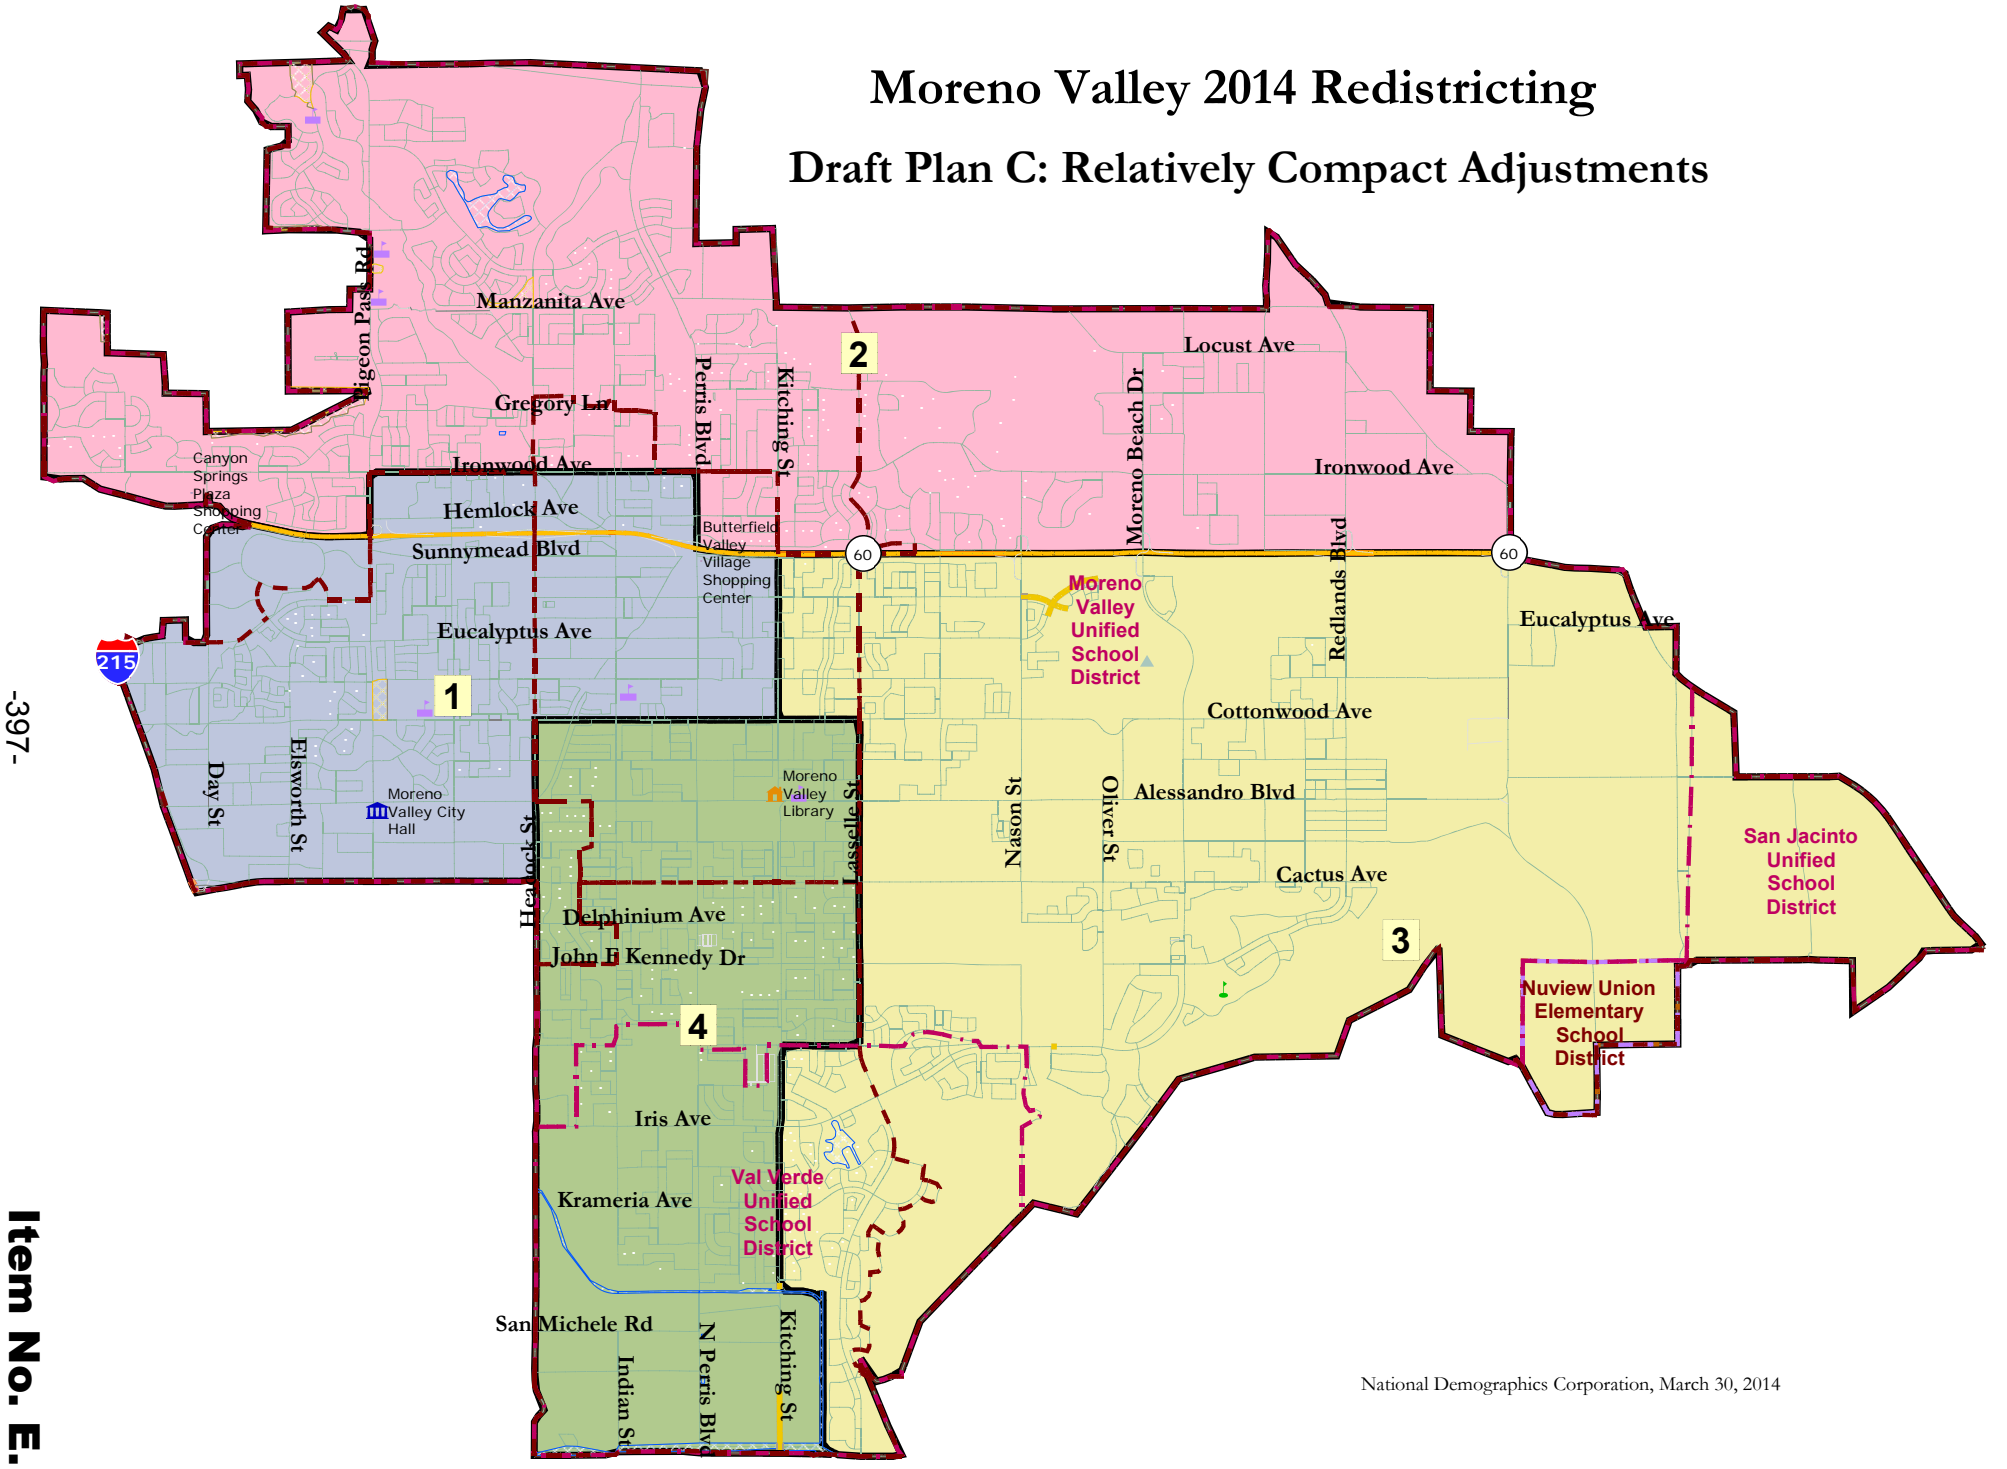 Moreno Valley 2014 Redistricting
Draft Plan C: Relatively Compact Adjustments
Pigeon Pass Rd
Manzanita Ave
2
Locust Ave
Perris Blvd
Kitching St
Moreno Beach Dr
Gregory Ln
Canyon
Springs
Plaza
Shopping
Center
Ironwood Ave
Ironwood Ave
Hemlock Ave
Sunnymead Blvd
Butterfield
Valley
Village
Shopping
Center
60
60
Redlands Blvd
Moreno
Valley
Unified
School
District
Eucalyptus Ave
Eucalyptus Ave
215
1
Cottonwood Ave
Day St
Elsworth St
Moreno
Valley City
Hall
Heacock St
Moreno
Valley
Library
Lasselle St
Nason St
Oliver St
Alessandro Blvd
Cactus Ave
San Jacinto
Unified
School
District
Delphinium Ave
John F Kennedy Dr
3
4
Nuview Union
Elementary
School
District
Iris Ave
Val Verde
Unified
School
District
Krameria Ave
San Michele Rd
Indian St
N Perris Blvd
Kitching St
National Demographics Corporation, March 30, 2014
-397-
Item No. E.